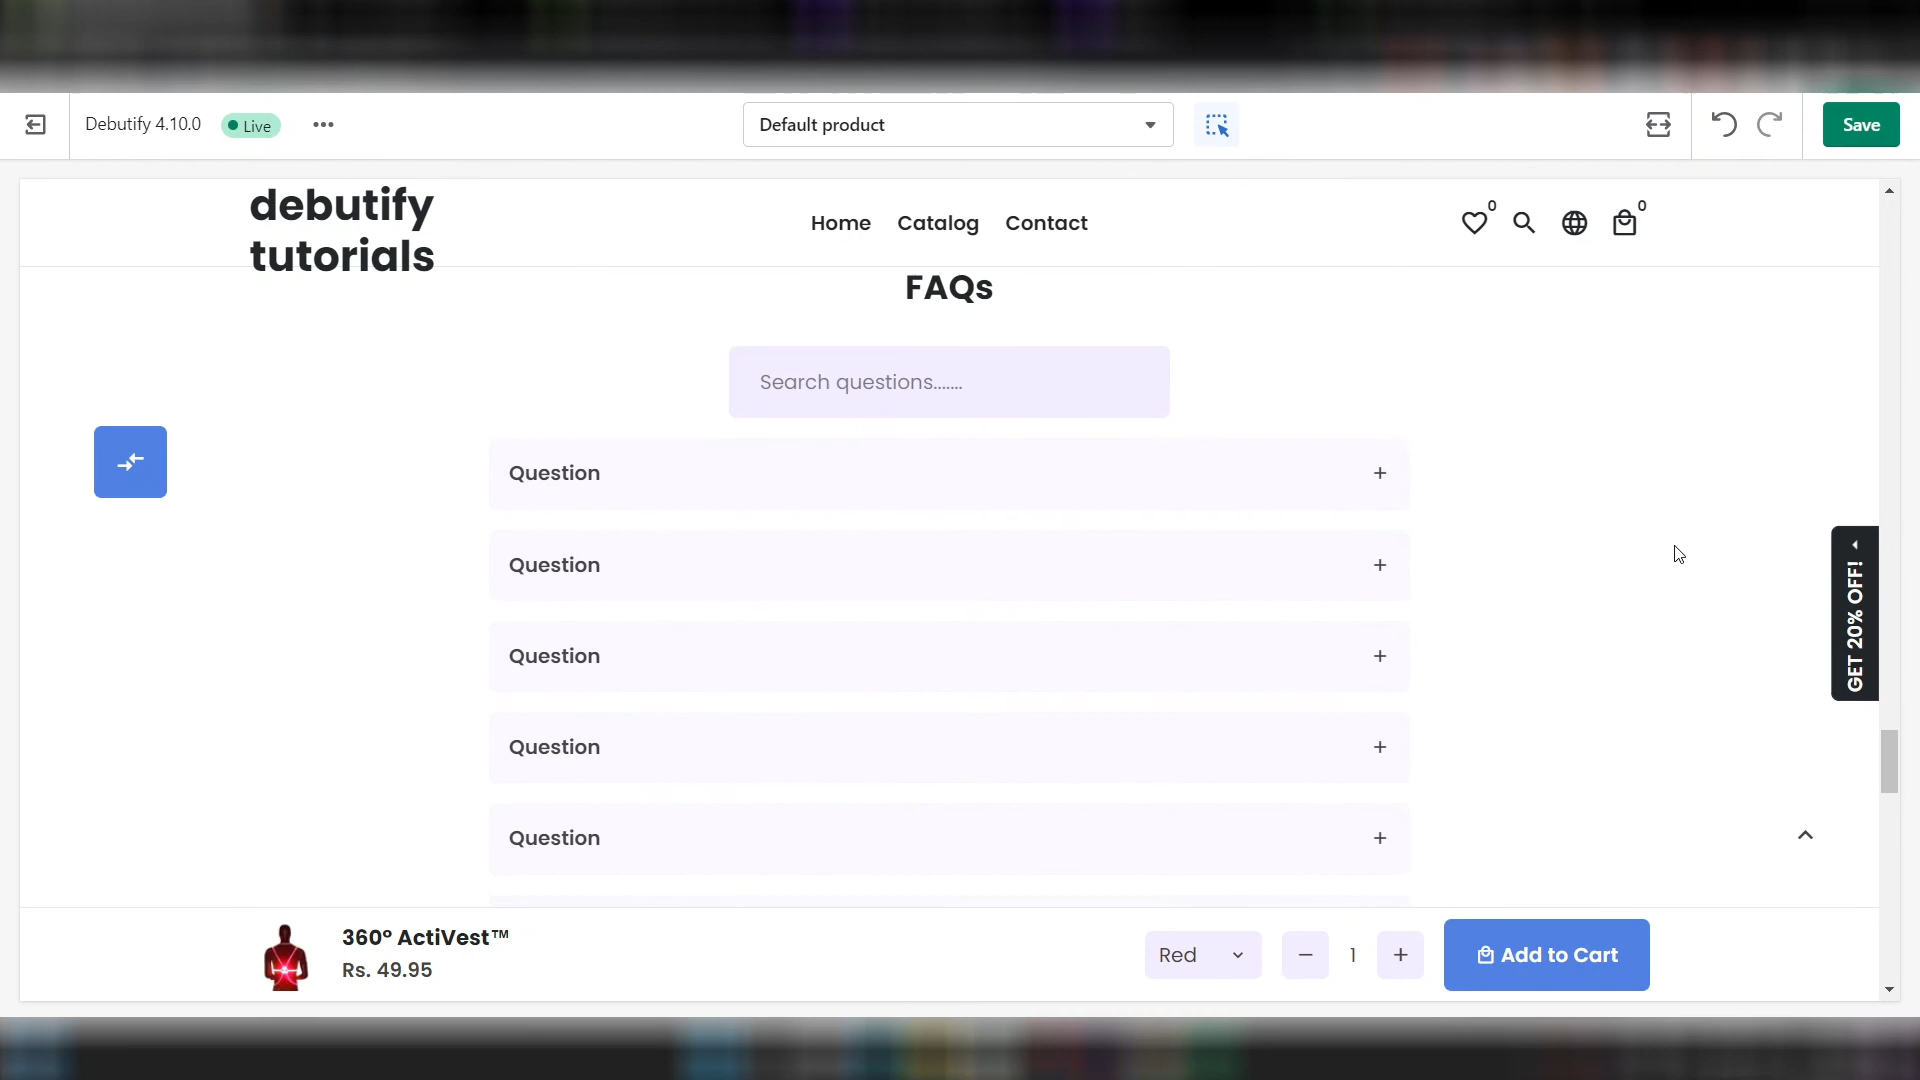 Debutify 4.10.0
Live
Default product
Save
debutify
tutorials
Home
Catalog
Contact
0
0
FAQs
Search questions.......
Question
Question
Question
Question
Question
GET 20% OFF!
360° ActiVest™
Rs. 49.95
Red
1
Add to Cart